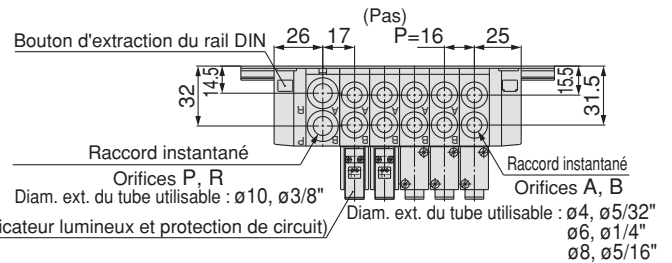 (Pas)
26 17 P=16 25
Bouton d'extraction du rail DIN
32
14.5
15.5
31.5
R A A A A A
P B B B B B
Raccord instantané
Orifices P, R
Diam. ext. du tube utilisable : ø10, ø3/8"
Raccord instantané
Orifices A, B
Diam. ext. du tube utilisable : ø4, ø5/32"
ø6, ø1/4"
ø8, ø5/16"
icateur lumineux et protection de circuit)